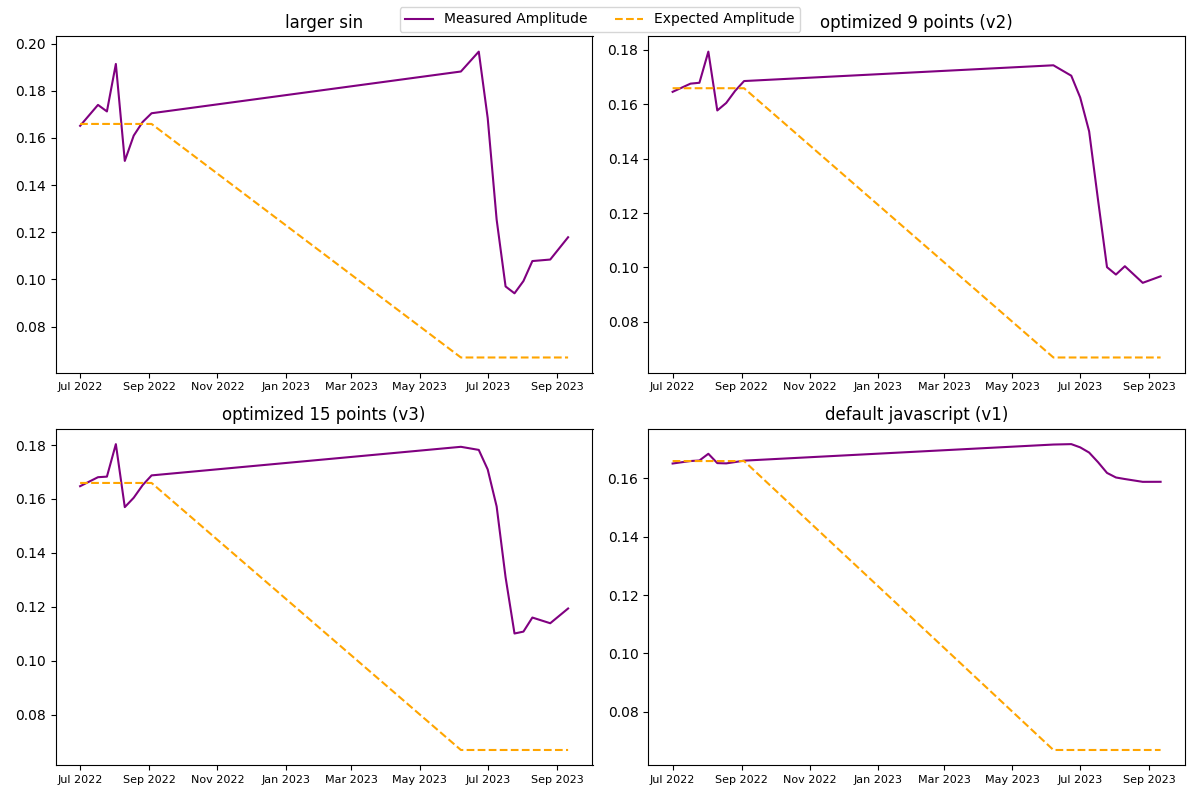 Measured Amplitude Expected Amplitude
larger sin
0.20
0.18
0.16
0.14
0.12
0.10
0.08
Jul 2022 Sep 2022 Nov 2022 Jan 2023 Mar 2023 May 2023 Jul 2023 Sep 2023
optimized 9 points (v2)
0.18
0.16
0.14
0.12
0.10
0.08
Jul 2022 Sep 2022 Nov 2022 Jan 2023 Mar 2023 May 2023 Jul 2023 Sep 2023
optimized 15 points (v3)
0.18
0.16
0.14
0.12
0.10
0.08
Jul 2022 Sep 2022 Nov 2022 Jan 2023 Mar 2023 May 2023 Jul 2023 Sep 2023
default javascript (v1)
0.16
0.14
0.12
0.10
0.08
Jul 2022 Sep 2022 Nov 2022 Jan 2023 Mar 2023 May 2023 Jul 2023 Sep 2023